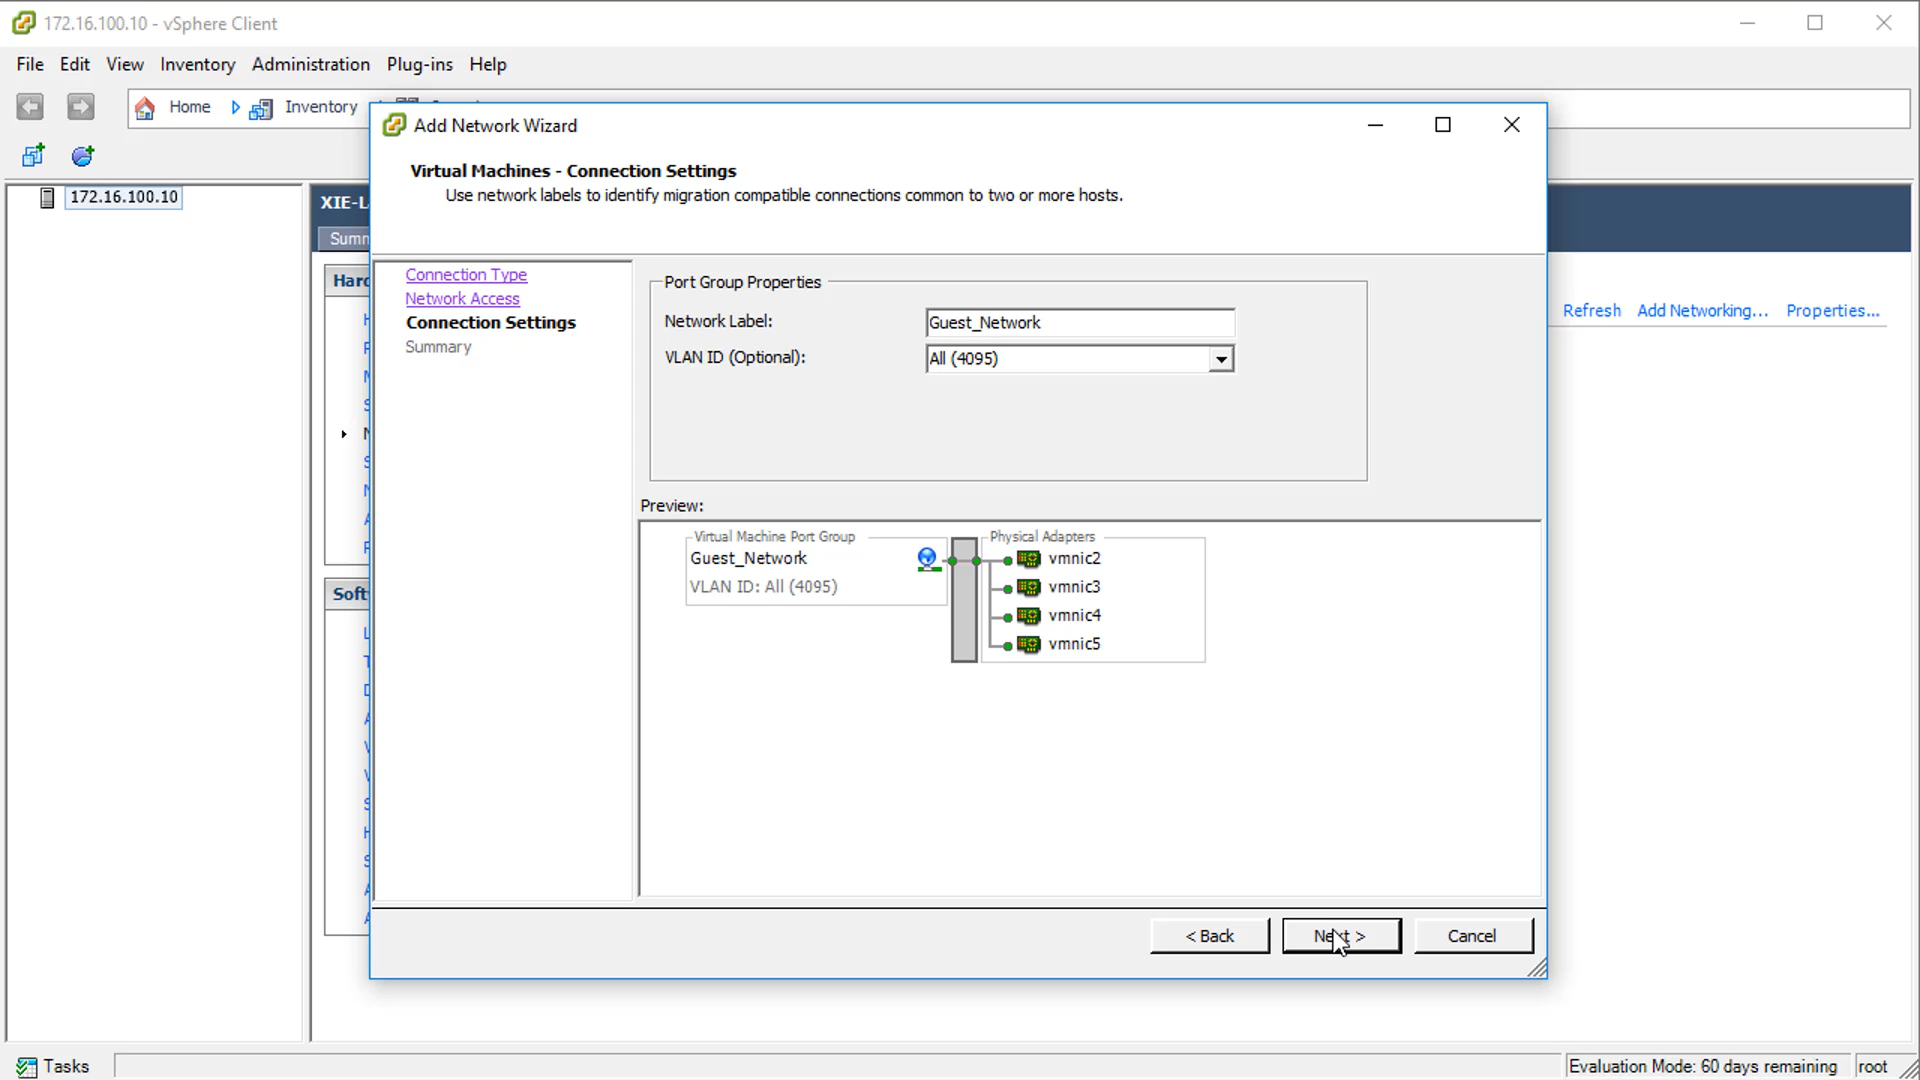 172.16.100.10 - vSphere Client
File Edit View Inventory Administration Plug-ins Help
Home Inventory
Add Network Wizard
Virtual Machines - Connection Settings
Use network labels to identify migration compatible connections common to two or more hosts.
172.16.100.10
Connection Type
Network Access
Connection Settings
Summary
Port Group Properties
Network Label: Guest_Network
VLAN ID (Optional): All (4095)
Refresh Add Networking... Properties...
Preview:
Virtual Machine Port Group
Guest_Network
VLAN ID: All (4095)
Physical Adapters
vmnic2
vmnic3
vmnic4
vmnic5
< Back Next > Cancel
Tasks
Evaluation Mode: 60 days remaining root